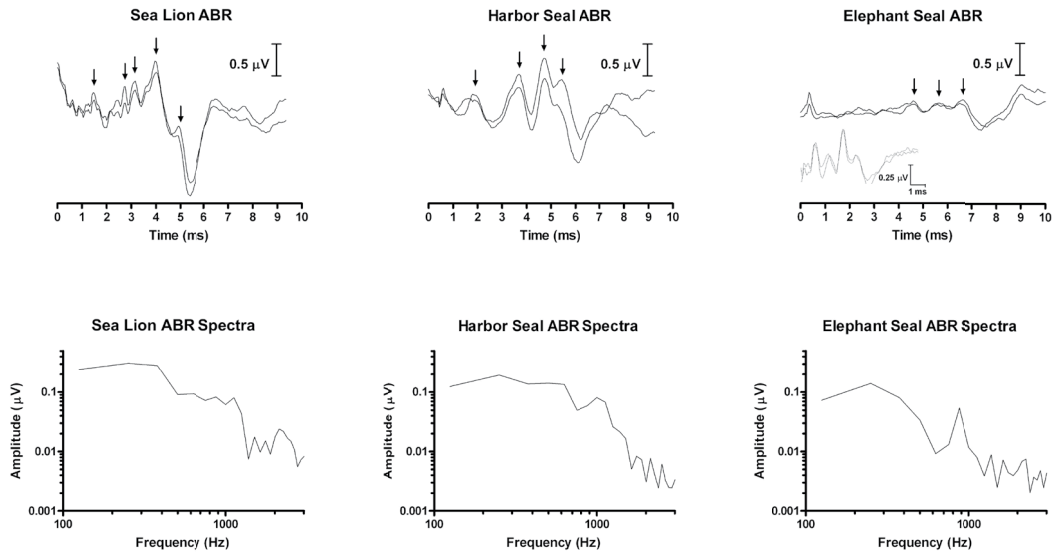 Sea Lion ABR
0.5 μV
0 1 2 3 4 5 6 7 8 9 10
Time (ms)
Harbor Seal ABR
0.5 μV
0 1 2 3 4 5 6 7 8 9 10
Time (ms)
Elephant Seal ABR
0.5 μV
0.25 μV
1 ms
0 1 2 3 4 5 6 7 8 9 10
Time (ms)
Sea Lion ABR Spectra
Amplitude (μV)
0.1
0.01
0.001
100 1000
Frequency (Hz)
Harbor Seal ABR Spectra
Amplitude (μV)
0.1
0.01
0.001
100 1000
Frequency (Hz)
Elephant Seal ABR Spectra
Amplitude (μV)
0.1
0.01
0.001
100 1000
Frequency (Hz)